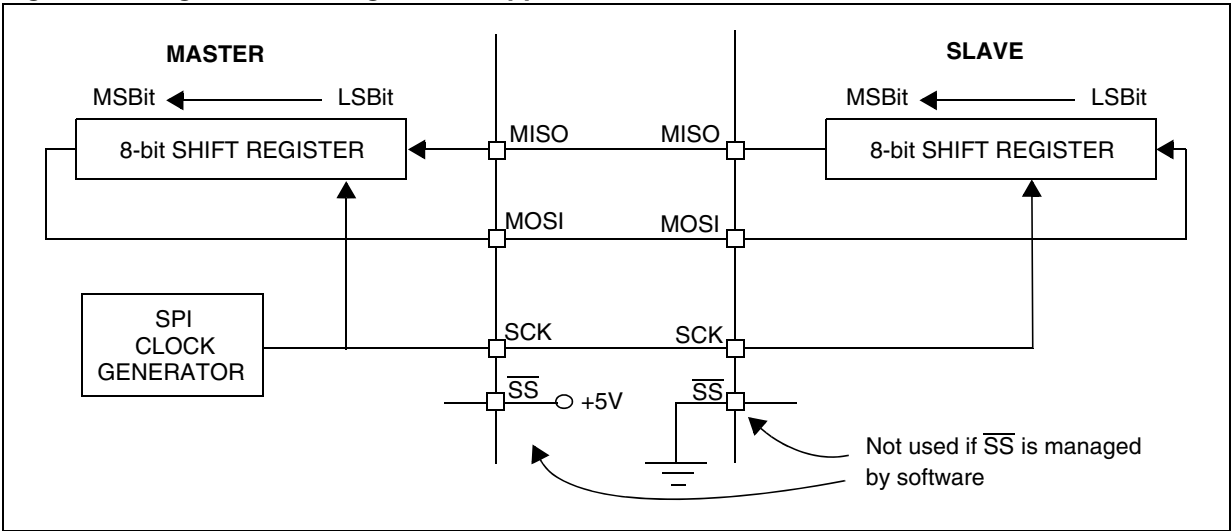 MASTER
SLAVE
MSBit
LSBit
MSBit
LSBit
8-bit SHIFT REGISTER
MISO
MISO
8-bit SHIFT REGISTER
MOSI
MOSI
SPI
CLOCK
GENERATOR
SCK
SCK
SS
+5V
SS
Not used if SS is managed
by software